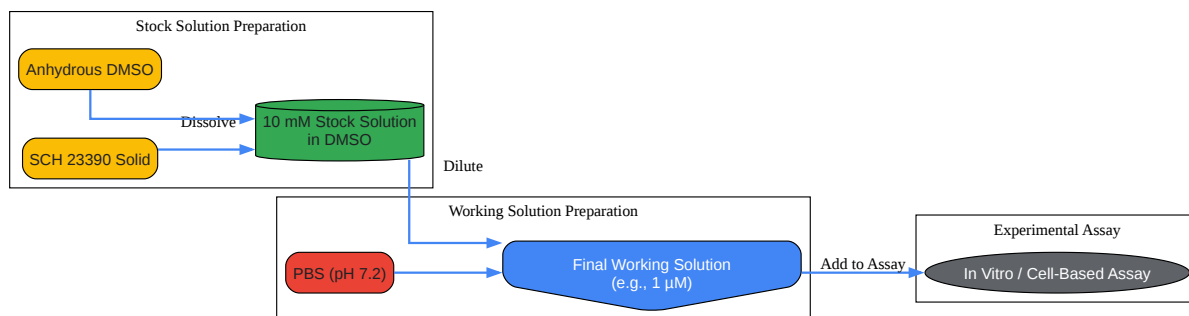 Stock Solution Preparation
Anhydrous DMSO
Dissolve
10 mM Stock Solution
in DMSO
SCH 23390 Solid
Dilute
Working Solution Preparation
PBS (pH 7.2)
Final Working Solution
(e.g., 1 µM)
Add to Assay
Experimental Assay
In Vitro / Cell-Based Assay